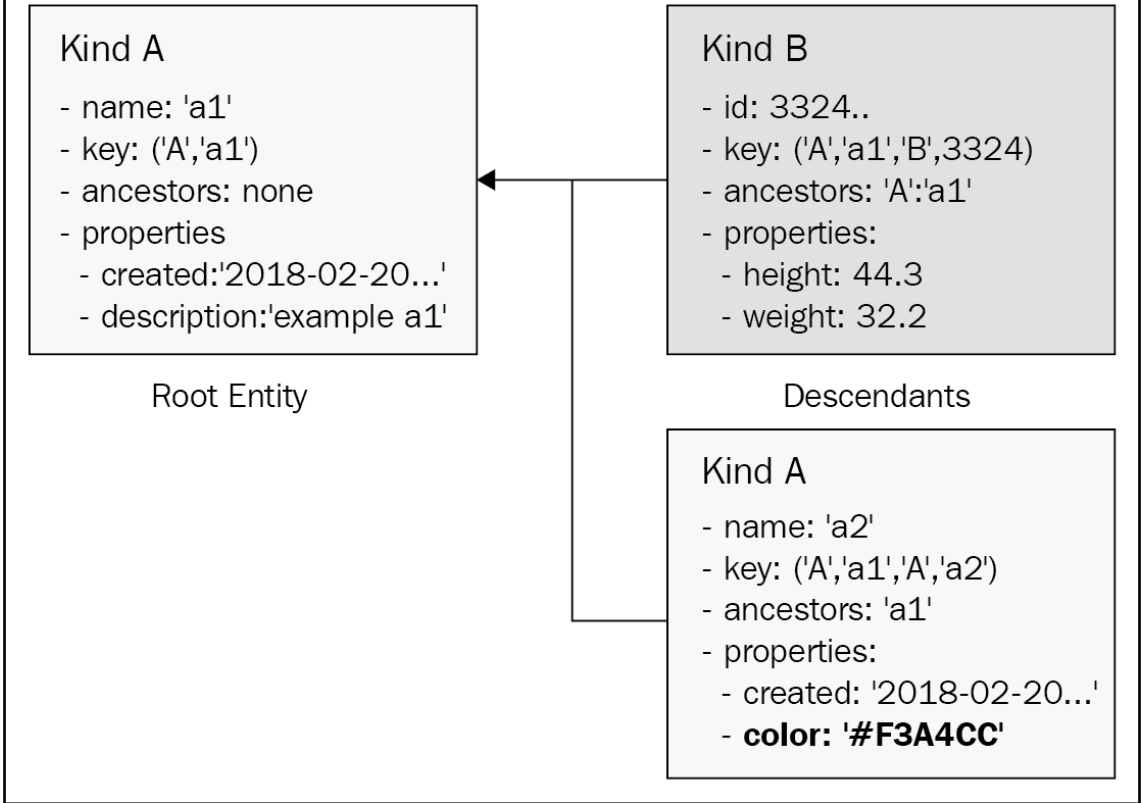 Kind A
- name: 'a1'
- key: ('A','a1')
- ancestors: none
- properties
- created:'2018-02-20...'
- description:'example a1'
Root Entity
Kind B
- id: 3324..
- key: ('A','a1','B',3324)
- ancestors: 'A':'a1'
- properties:
- height: 44.3
- weight: 32.2
Descendants
Kind A
- name: 'a2'
- key: ('A','a1','A','a2')
- ancestors: 'a1'
- properties:
- created: '2018-02-20...'
- color: '#F3A4CC'